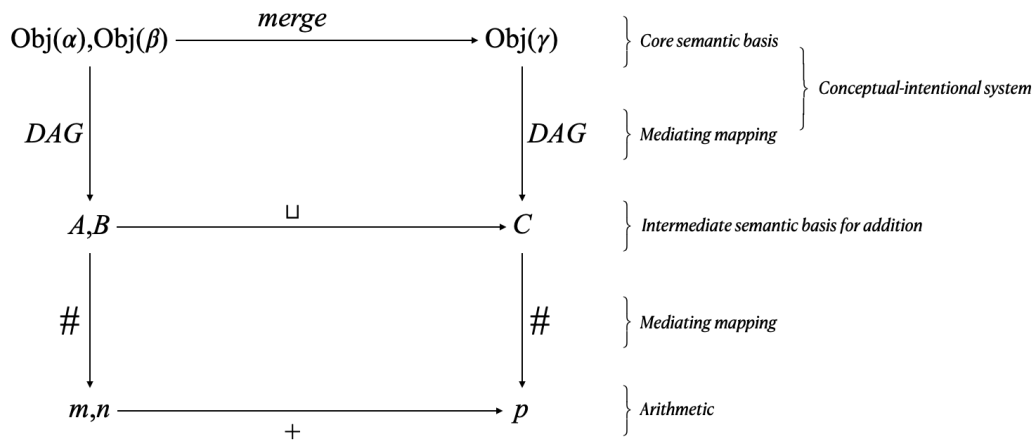 merge
Obj(α),Obj(β) Obj(γ) Core semantic basis
Conceptual-intentional system
DAG DAG Mediating mapping
⊔
A,B C Intermediate semantic basis for addition
# # Mediating mapping
m,n p Arithmetic
+